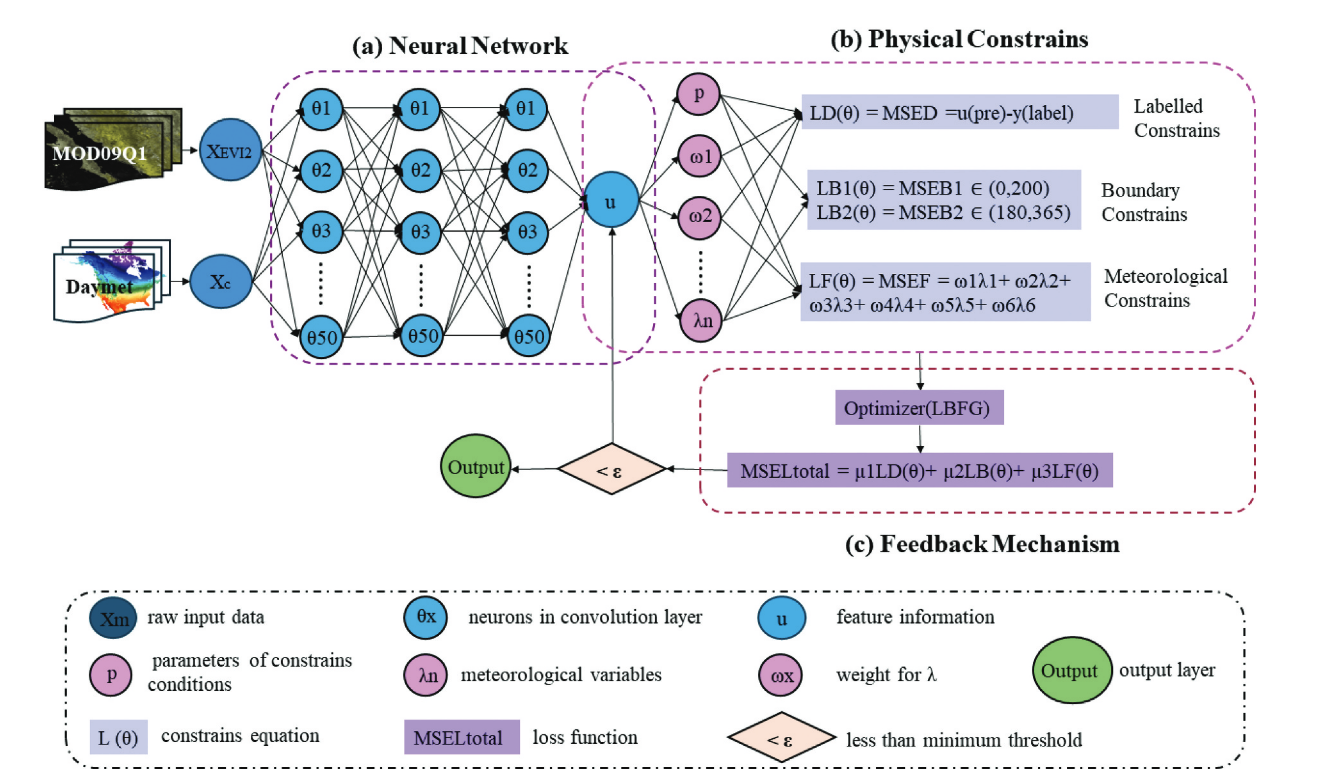 (a) Neural Network
(b) Physical Constrains
MOD09Q1
XEVI2
Daymet
Xc
θ1
θ1
θ1
θ2
θ2
θ2
θ3
θ3
θ3
θ50
θ50
θ50
u
p
ω1
ω2
λn
LD(θ) = MSED =u(pre)-y(label)
Labelled
Constrains
LB1(θ) = MSEB1 ∈ (0,200)
LB2(θ) = MSEB2 ∈ (180,365)
Boundary
Constrains
LF(θ) = MSEF = ω1λ1+ ω2λ2+
ω3λ3+ ω4λ4+ ω5λ5+ ω6λ6
Meteorological
Constrains
Optimizer(LBFG)
MSELtotal = μ1LD(θ)+ μ2LB(θ)+ μ3LF(θ)
< ε
Output
(c) Feedback Mechanism
Xm raw input data
θx neurons in convolution layer
u feature information
p parameters of constrains
conditions
λn meteorological variables
ωx weight for λ
Output output layer
L (θ) constrains equation
MSELtotal loss function
< ε less than minimum threshold